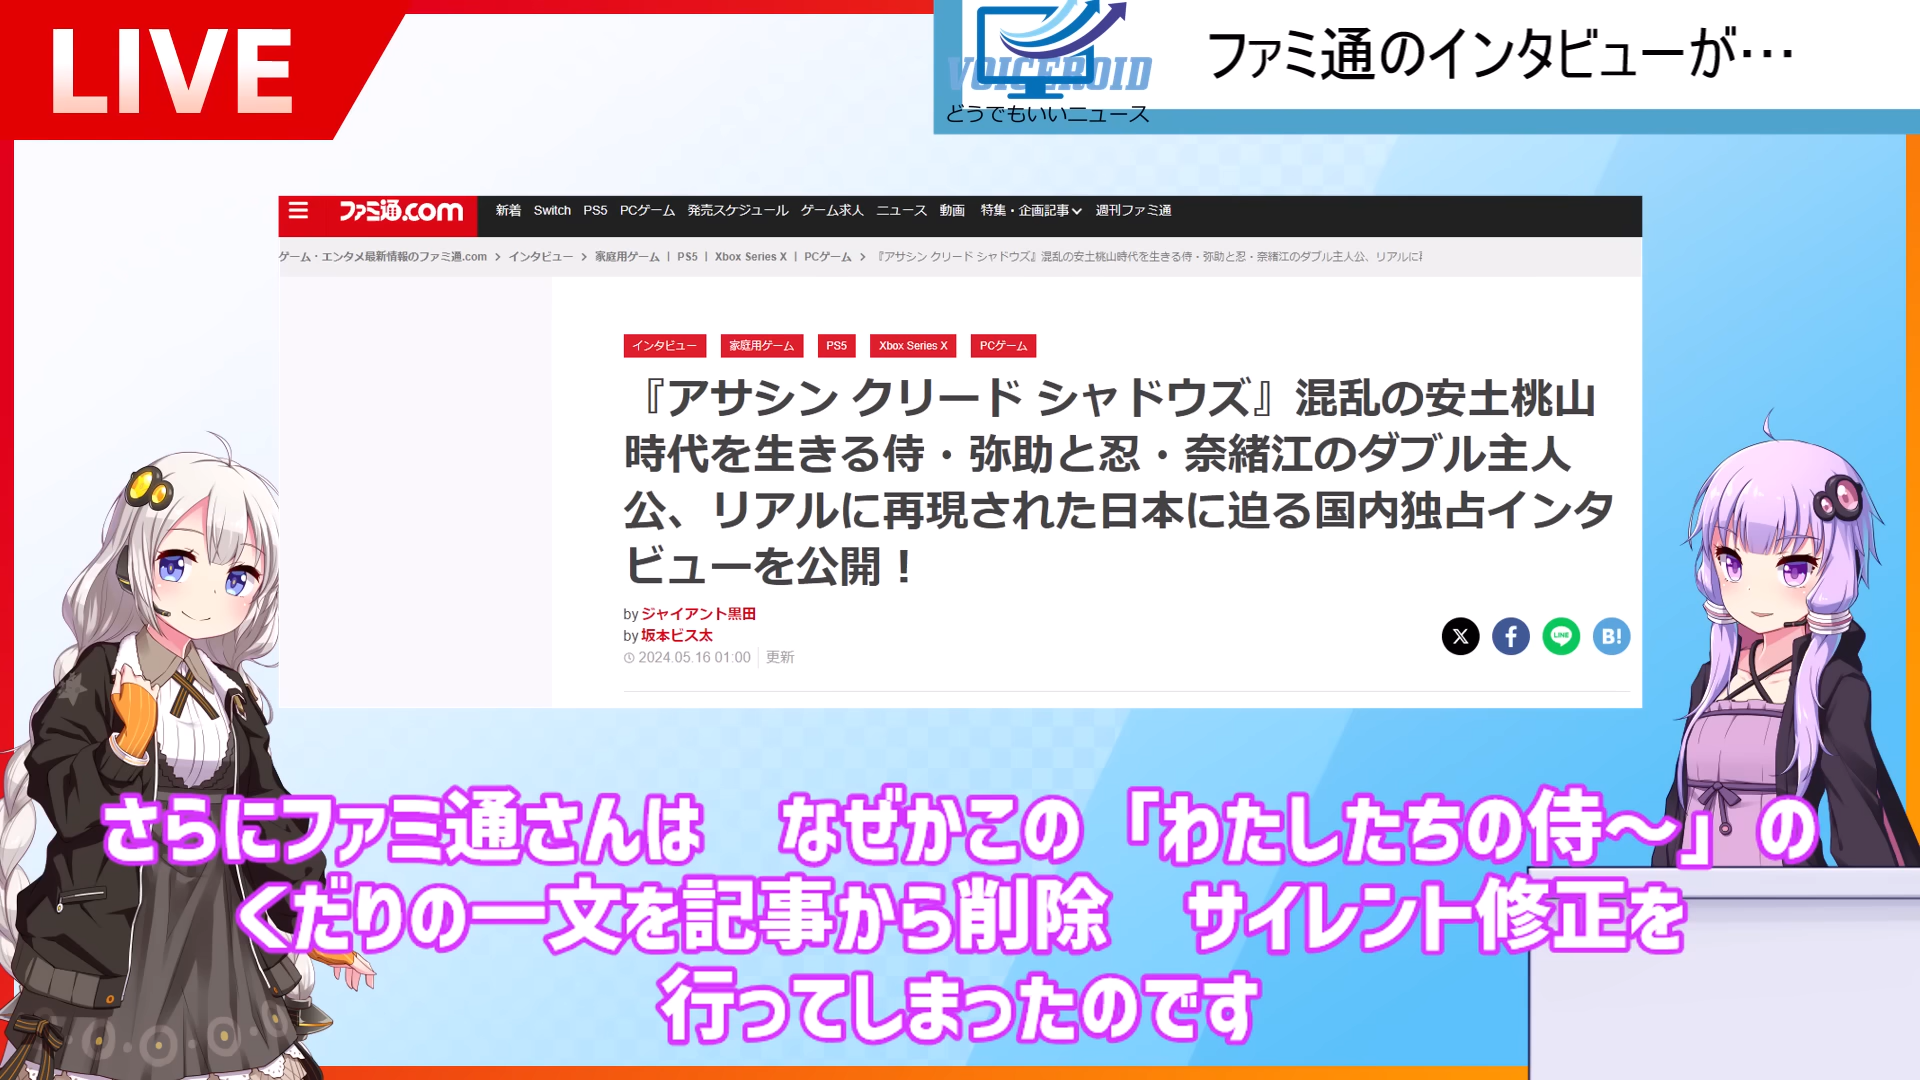 LIVE
VOICEROID
どうでもいいニュース
ファミ通のインタビューが…
ファミ通.com
新着 Switch PS5 PCゲーム 発売スケジュール ゲーム求人 ニュース 動画 特集・企画記事 週刊ファミ通
ゲーム・エンタメ最新情報のファミ通.com > インタビュー > 家庭用ゲーム | PS5 | Xbox Series X | PCゲーム > 『アサシン クリード シャドウズ』混乱の安土桃山時代を生きる侍・弥助と忍・奈緒江のダブル主人公、リアルに
インタビュー 家庭用ゲーム PS5 Xbox Series X PCゲーム
『アサシン クリード シャドウズ』混乱の安土桃山
時代を生きる侍・弥助と忍・奈緒江のダブル主人
公、リアルに再現された日本に迫る国内独占インタ
ビューを公開！
by ジャイアント黒田
by 坂本ビス太
2024.05.16 01:00 更新
X f LINE B!
さらにファミ通さんは なぜかこの「わたしたちの侍～」の
くだりの一文を記事から削除 サイレント修正を
行ってしまったのです